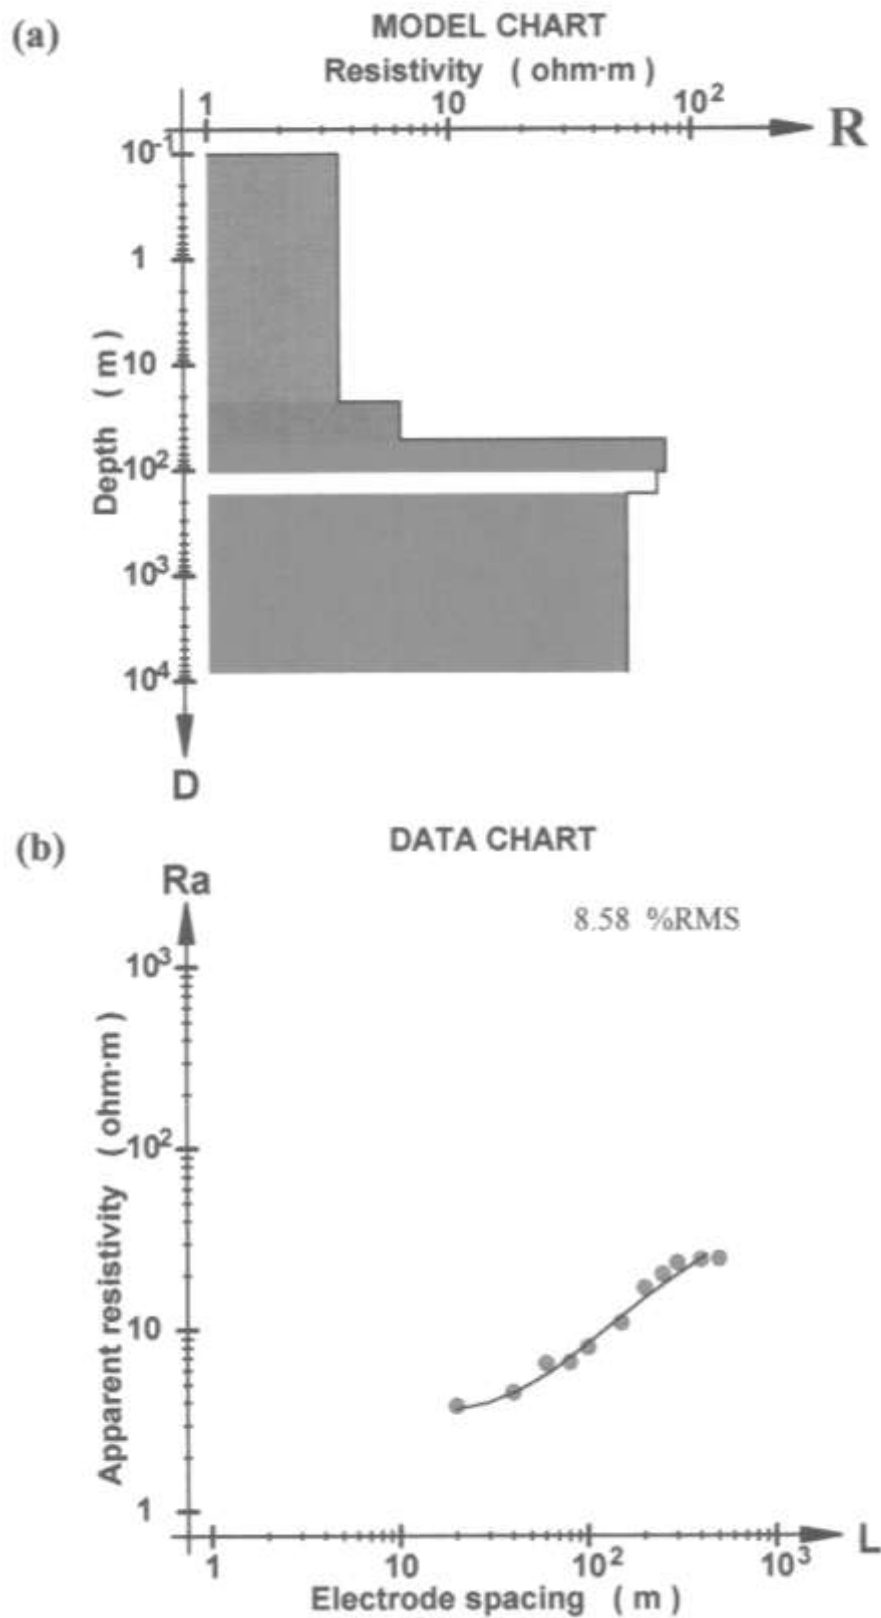 (a)
MODEL CHART
Resistivity ( ohm·m )
1 10 10²
R
10⁻¹
1
10
10²
10³
10⁴
Depth ( m )
D
(b)
DATA CHART
Ra
8.58 %RMS
10³
10²
10
1
Apparent resistivity ( ohm·m )
L
1 10 10² 10³
Electrode spacing ( m )